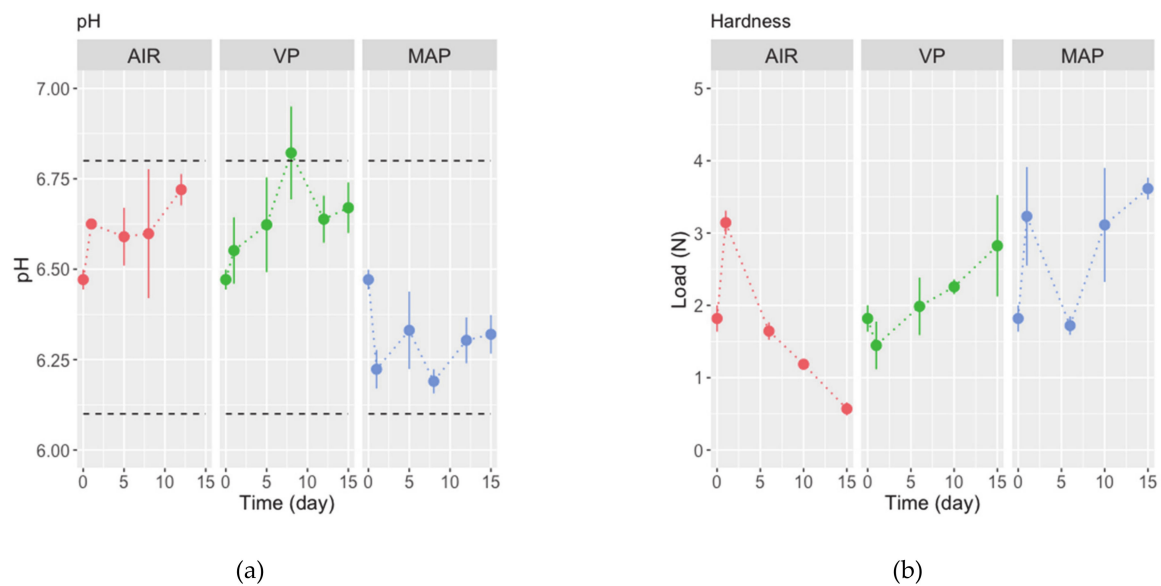 pH
AIR VP MAP
7.00
6.75
6.50
6.25
6.00
pH
0 5 10 15 0 5 10 15 0 5 10 15
Time (day)
(a)
Hardness
AIR VP MAP
5
4
3
2
1
0
Load (N)
0 5 10 15 0 5 10 15 0 5 10 15
Time (day)
(b)